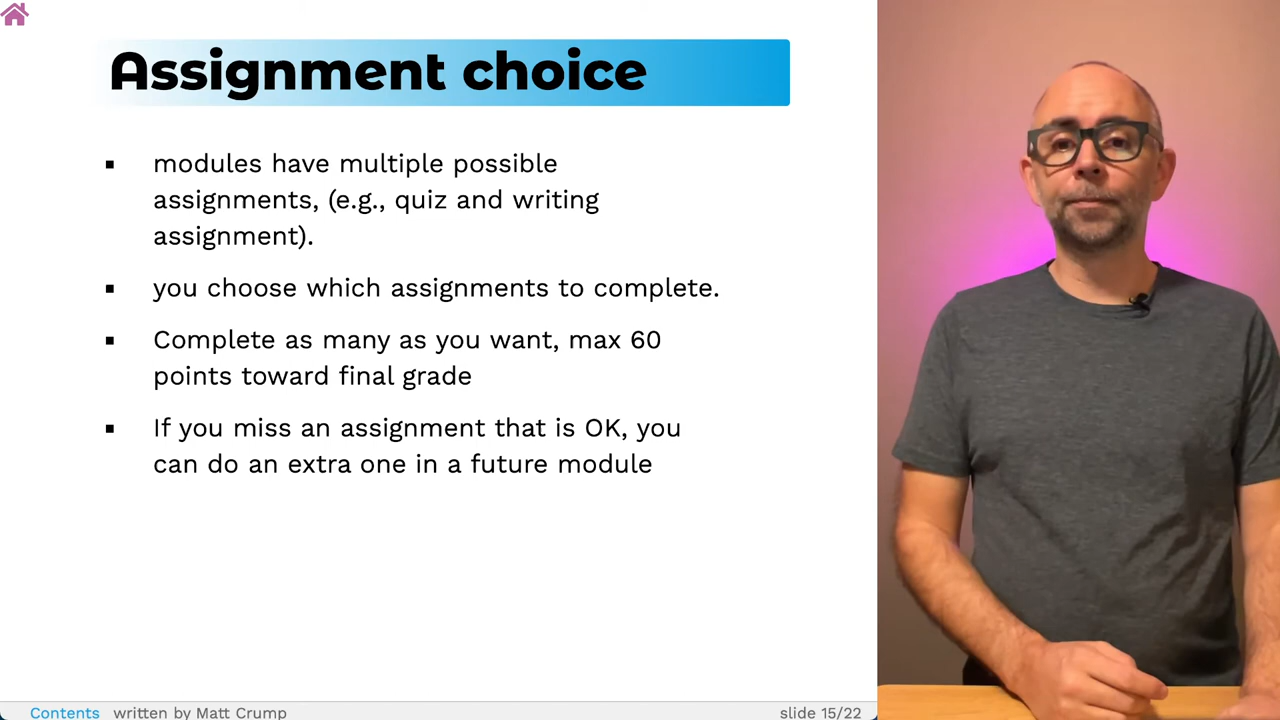 Assignment choice
modules have multiple possible
assignments, (e.g., quiz and writing
assignment).
you choose which assignments to complete.
Complete as many as you want, max 60
points toward final grade
If you miss an assignment that is OK, you
can do an extra one in a future module
Contents written by Matt Crump slide 15/22